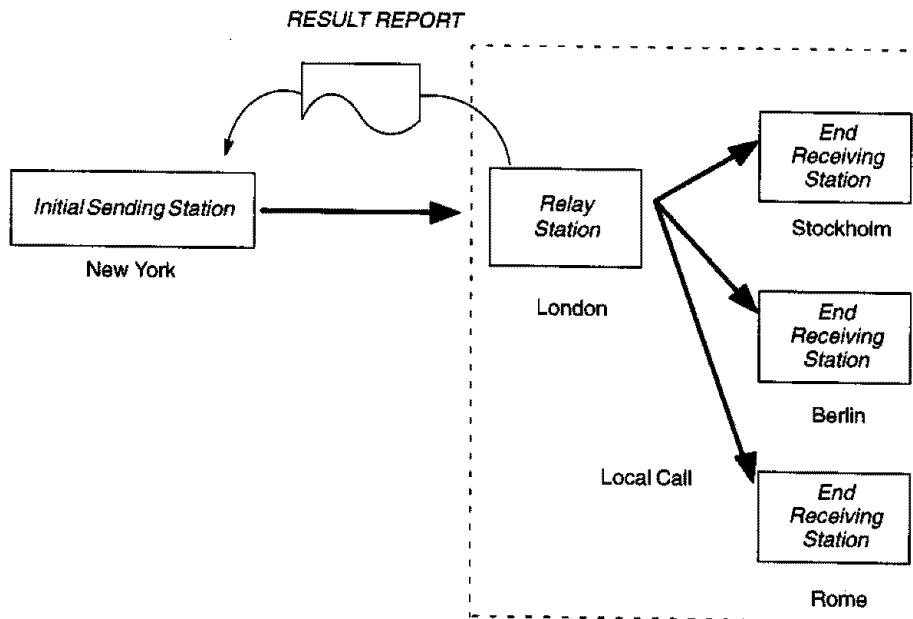 RESULT REPORT
Initial Sending Station
New York
Relay
Station
London
End
Receiving
Station
Stockholm
End
Receiving
Station
Berlin
Local Call
End
Receiving
Station
Rome